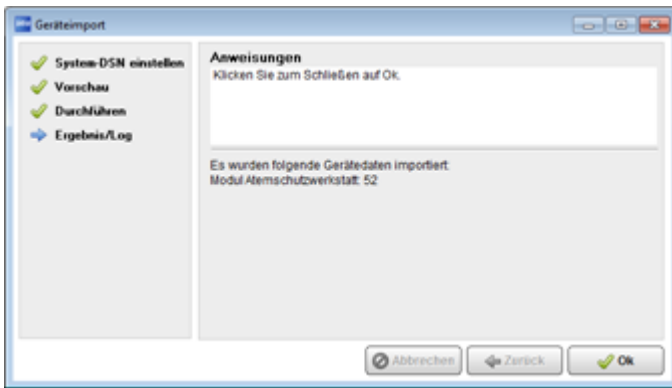 Geräteimport
System-DSN einstellen
Vorschau
Durchführen
Ergebnis/Log
Anweisungen
Klicken Sie zum Schließen auf Ok.
Es wurden folgende Gerätedaten importiert:
Modul Atemschutzwerkstatt: 52
Abbrechen
Zurück
Ok